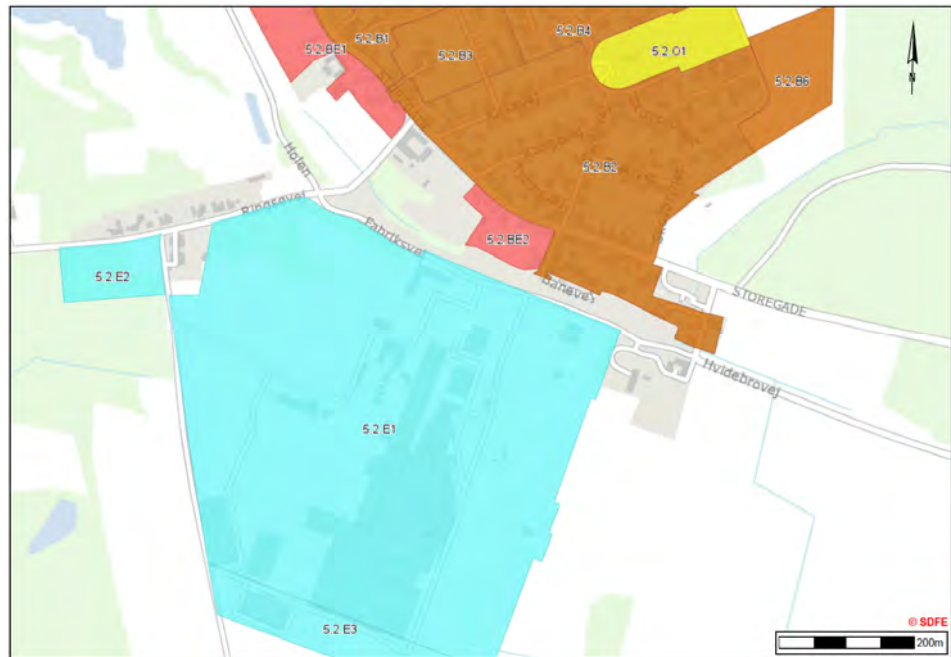 5.2.B1
5.2.B4
5.2.BE1
5.2.B3
5.2.O1
5.2.B6
N
Holen
5.2.B2
Ringsevej
Fabriksvej
5.2.BE2
5.2 E2
Banevej
STOREGADE
Hvidebrovej
5.2 E1
5.2 E3
© SDFE
200m